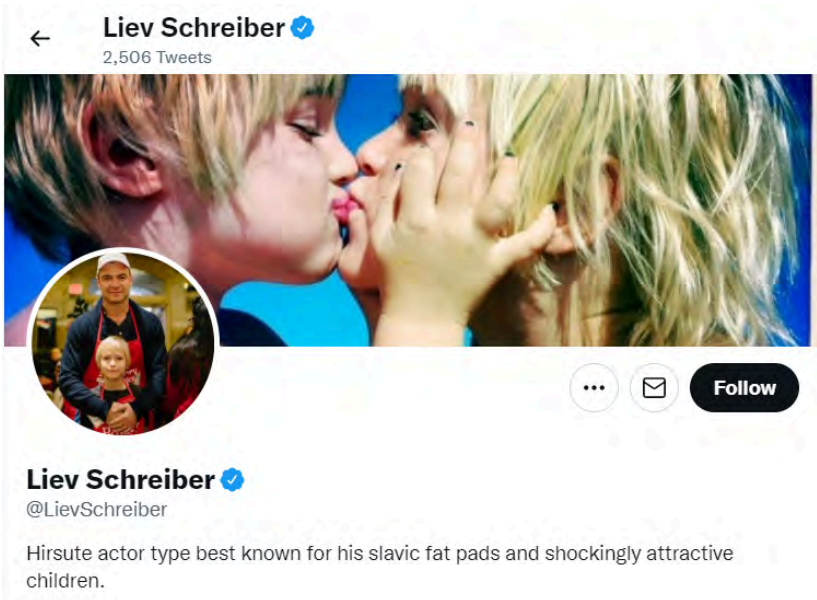 Liev Schreiber
2,506 Tweets
Follow
Liev Schreiber
@LievSchreiber
Hirsute actor type best known for his slavic fat pads and shockingly attractive
children.